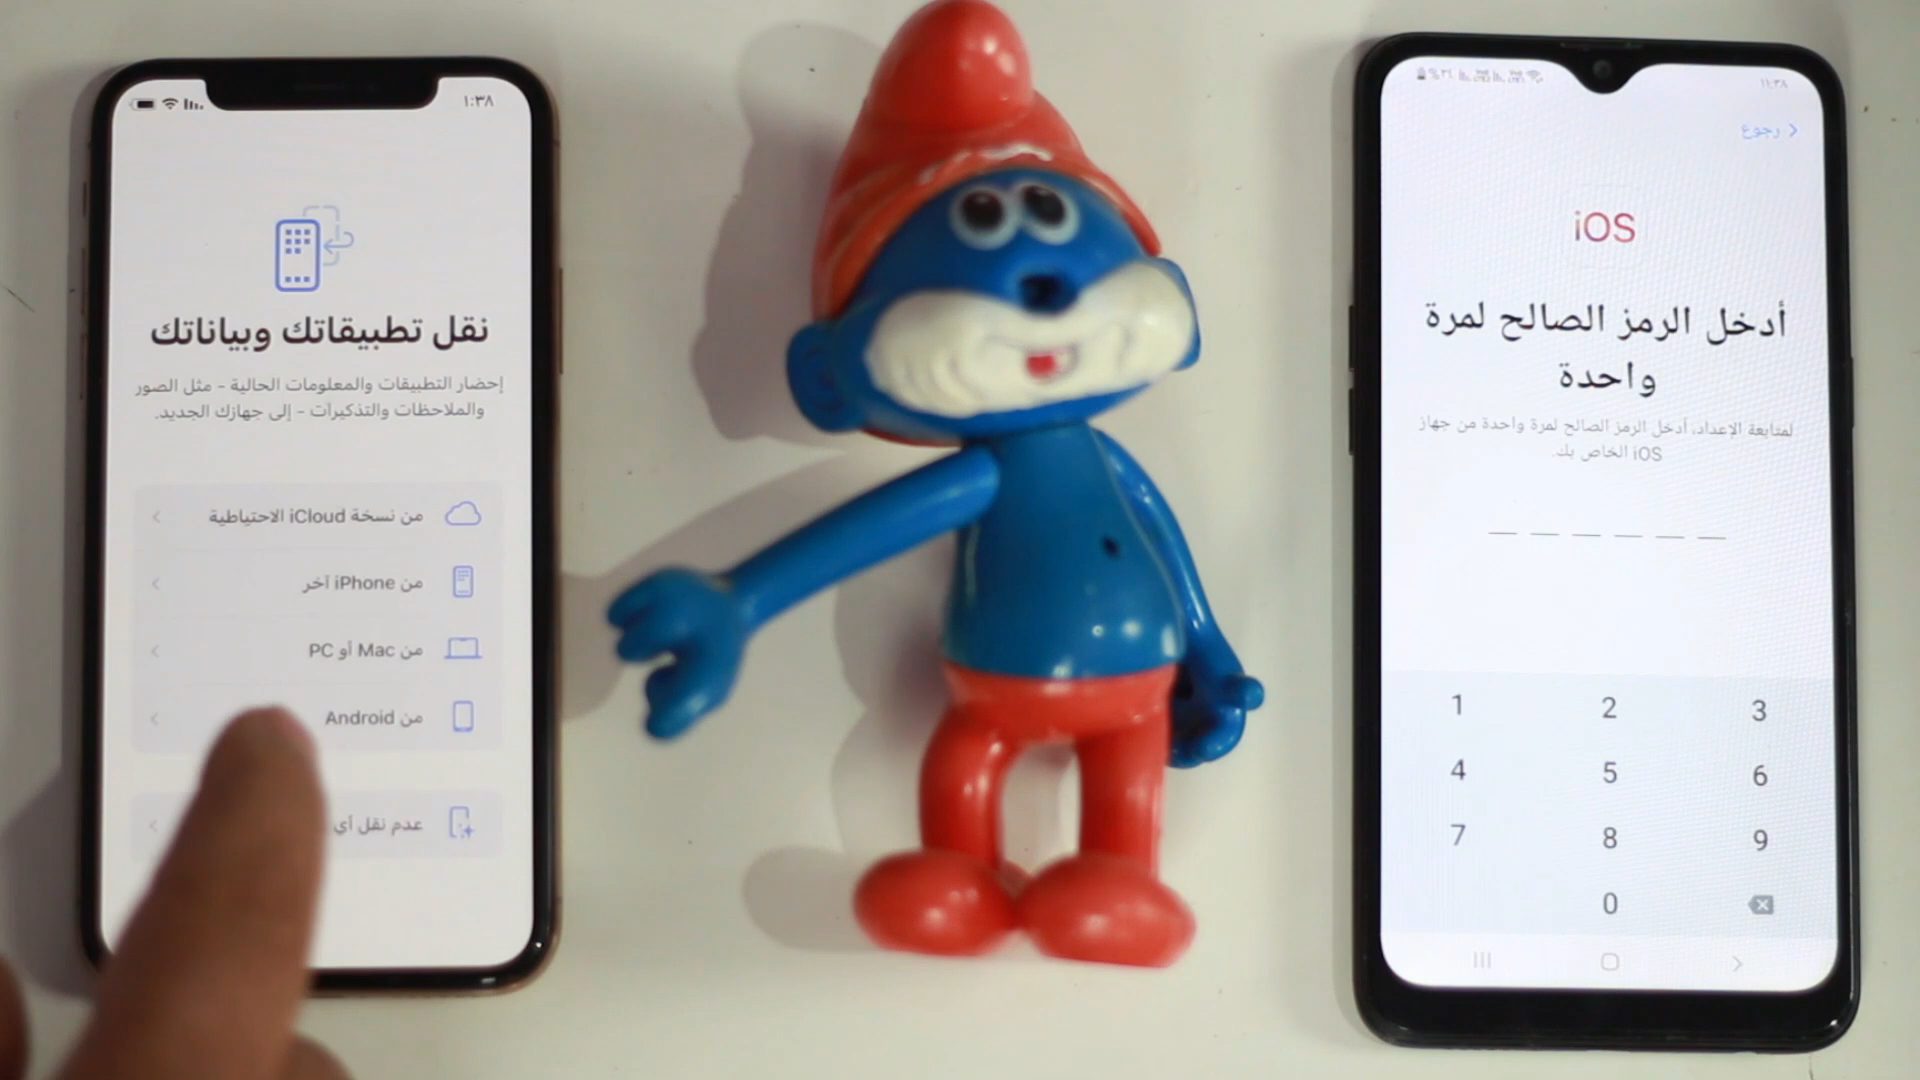 ١:٣٨
نقل تطبيقاتك وبياناتك
إحضار التطبيقات والمعلومات الحالية - مثل الصور
والملاحظات والتذكيرات - إلى جهازك الجديد.
من نسخة iCloud الاحتياطية
من iPhone آخر
من Mac أو PC
من Android
عدم نقل أي
١١:٣٨
رجوع
iOS
أدخل الرمز الصالح لمرة
واحدة
لمتابعة الإعداد، أدخل الرمز الصالح لمرة واحدة من جهاز
iOS الخاص بك.
1 2 3
4 5 6
7 8 9
0